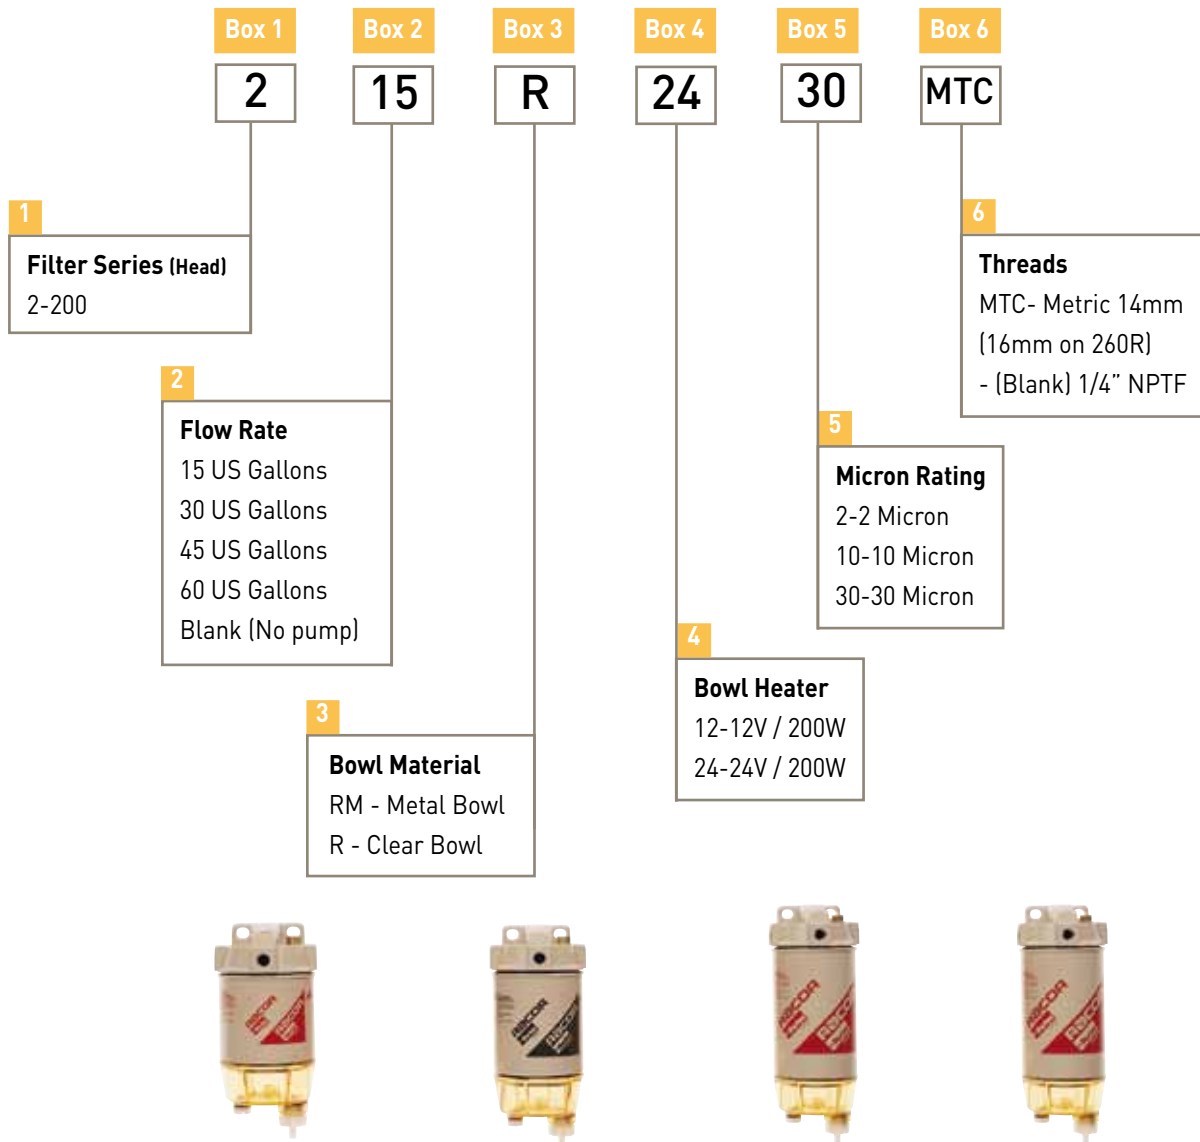 Box 1 Box 2 Box 3 Box 4 Box 5 Box 6
2 15 R 24 30 MTC
1
Filter Series (Head)
2-200
2
Flow Rate
15 US Gallons
30 US Gallons
45 US Gallons
60 US Gallons
Blank (No pump)
3
Bowl Material
RM - Metal Bowl
R - Clear Bowl
4
Bowl Heater
12-12V / 200W
24-24V / 200W
5
Micron Rating
2-2 Micron
10-10 Micron
30-30 Micron
6
Threads
MTC- Metric 14mm
(16mm on 260R)
- (Blank) 1/4” NPTF
RACOR
RACOR
RACOR
RACOR